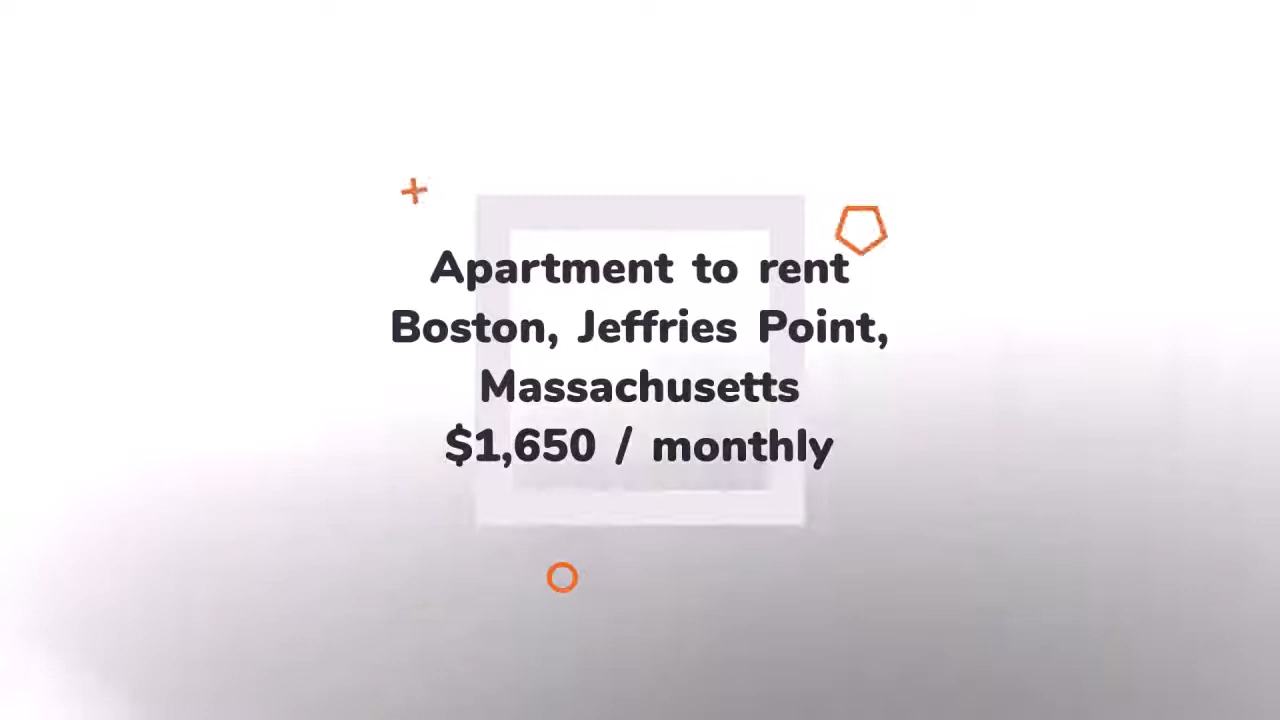 Apartment to rent
Boston, Jeffries Point,
Massachusetts
$1,650 / monthly